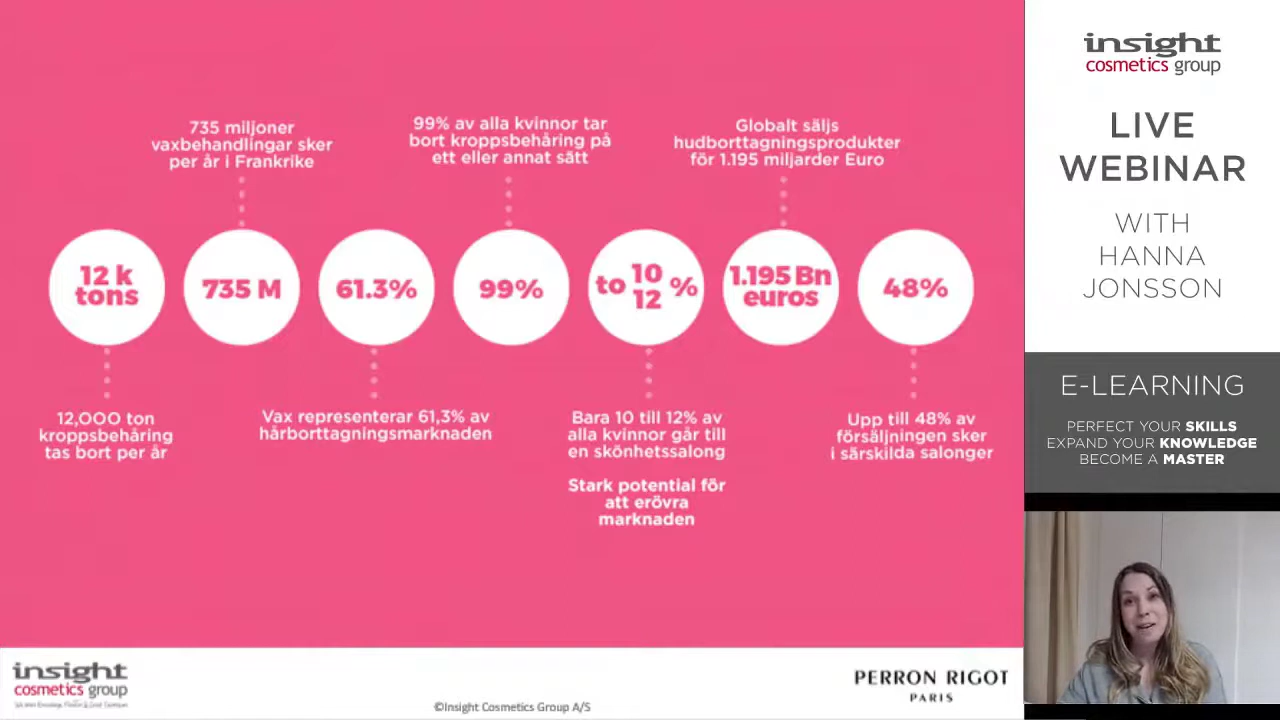 735 miljoner
vaxbehandlingar sker
per år i Frankrike
99% av alla kvinnor tar
bort kroppsbehåring på
ett eller annat sätt
Globalt säljs
hudborttagningsprodukter
för 1.195 miljarder Euro
12 k
tons
735 M
61.3%
99%
to 10 %
12
1.195 Bn
euros
48%
12,000 ton
kroppsbehåring
tas bort per år
Vax representerar 61,3% av
hårborttagningsmarknaden
Bara 10 till 12% av
alla kvinnor går till
en skönhetssalong
Stark potential för
att erövra
marknaden
Upp till 48% av
försäljningen sker
i särskilda salonger
insight
cosmetics group
©Insight Cosmetics Group A/S
PERRON RIGOT
PARIS
insight
cosmetics group
LIVE
WEBINAR
WITH
HANNA
JONSSON
E-LEARNING
PERFECT YOUR SKILLS
EXPAND YOUR KNOWLEDGE
BECOME A MASTER